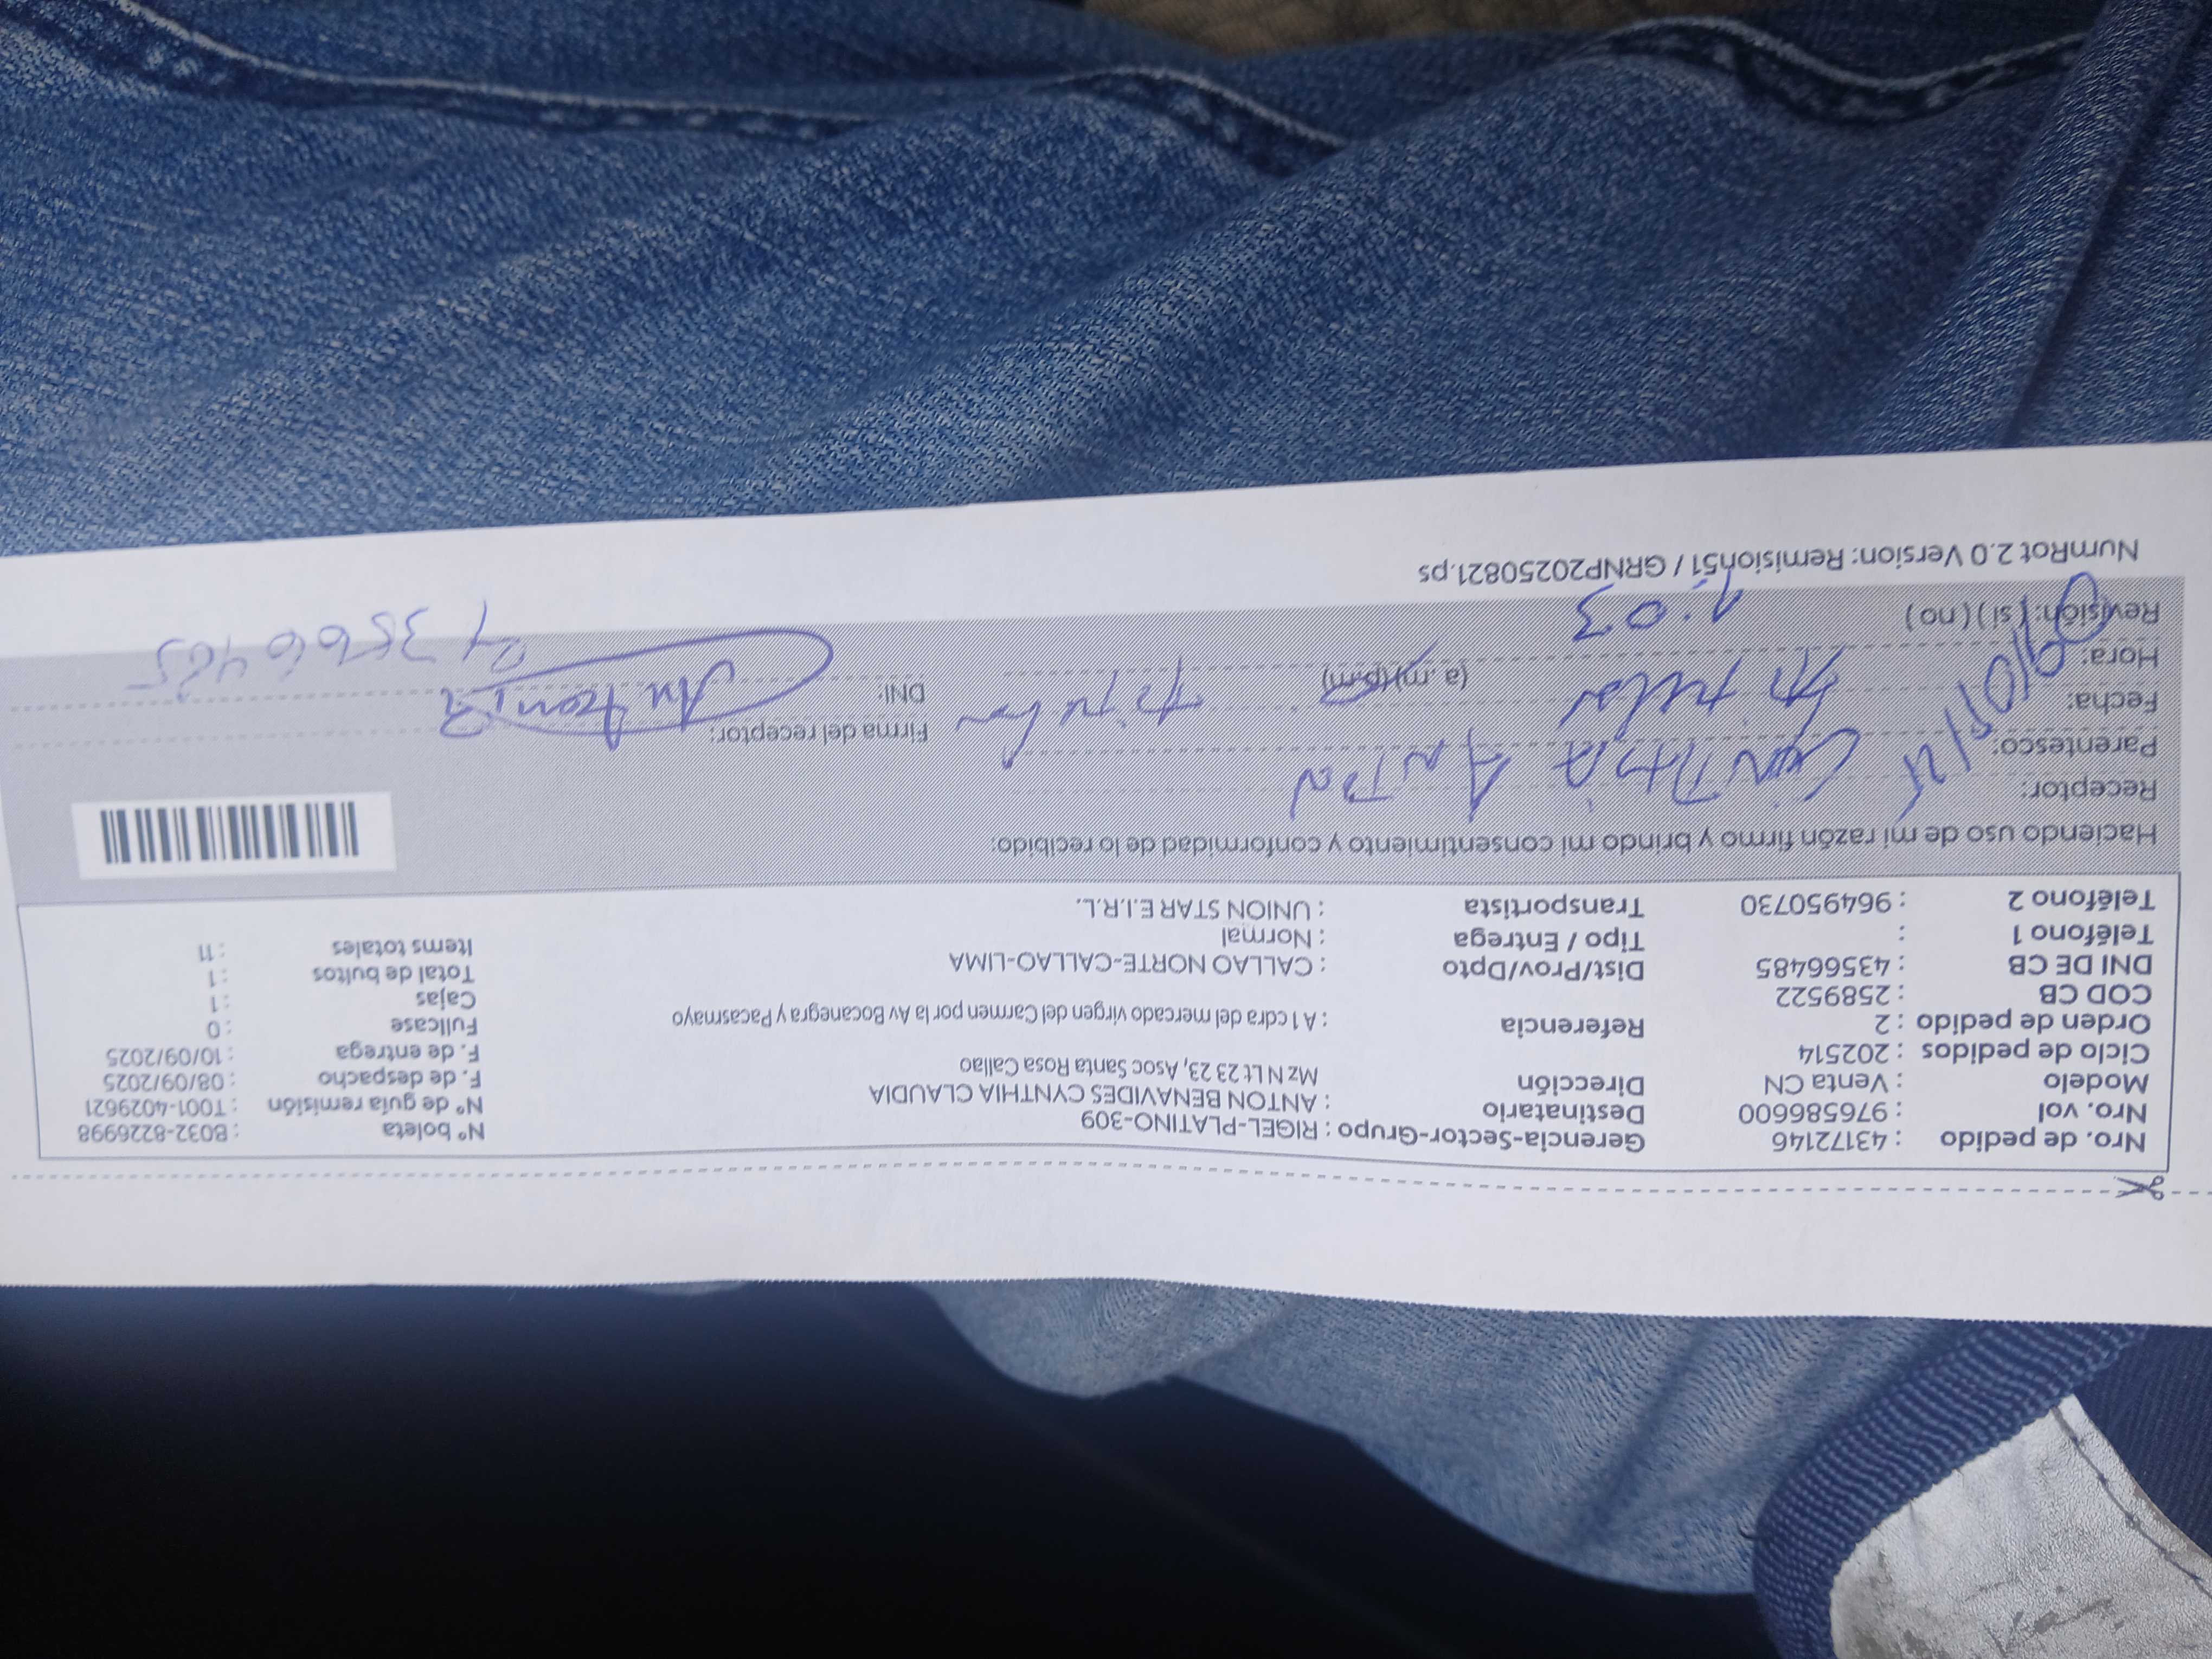 Nro. de pedido : 43172146 Gerencia-Sector-Grupo : RIGEL-PLATINO-309 N° boleta : B032-8226998
Nro. vol : 976586600 Destinatario : ANTON BENAVIDES CYNTHIA CLAUDIA N° de guía remisión : T001-4029621
Modelo : Venta CN Dirección Mz N Lt 23 23, Asoc Santa Rosa Callao F. de despacho : 08/09/2025
Ciclo de pedidos : 202514 F. de entrega : 10/09/2025
Orden de pedido : 2 Referencia : A 1 cdra del mercado virgen del Carmen por la Av Bocanegra y Pacasmayo Fullcase : 0
COD CB : 2589522 Cajas : 1
DNI DE CB : 43566485 Dist/Prov/Dpto : CALLAO NORTE-CALLAO-LIMA Total de bultos : 1
Teléfono 1 : Tipo / Entrega : Normal Items totales : 11
Teléfono 2 : 964950730 Transportista : UNION STAR E.I.R.L.
Haciendo uso de mi razón firmo y brindo mi consentimiento y conformidad de lo recibido:
Receptor: Anton
Parentesco: Firma del receptor:
Fecha:
Hora: (a.m)(p.m) DNI:
Revisión: (si) (no) 1:03
NumRot 2.0 Version: Remision51 / GRNP20250821.ps